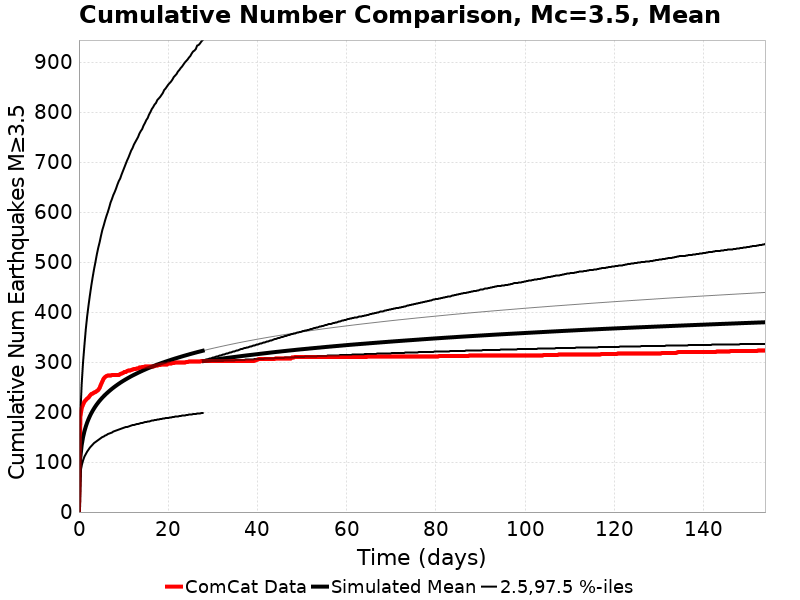 Cumulative Number Comparison, Mc=3.5, Mean
Cumulative Num Earthquakes M≥3.5
900
800
700
600
500
400
300
200
100
0
0 20 40 60 80 100 120 140
Time (days)
ComCat Data Simulated Mean 2.5,97.5 %-iles